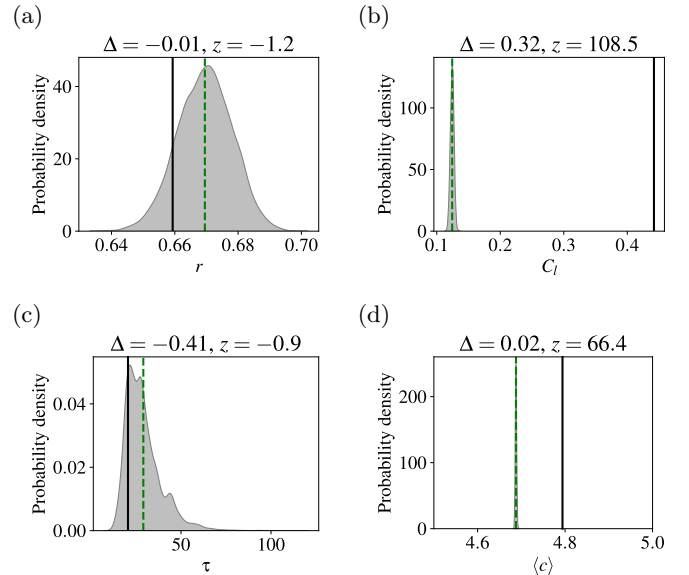 (a)
Δ = −0.01, z = −1.2
Probability density
40
20
0
0.64 0.66 0.68 0.70
r
(b)
Δ = 0.32, z = 108.5
Probability density
100
50
0
0.1 0.2 0.3 0.4
C_l
(c)
Δ = −0.41, z = −0.9
Probability density
0.04
0.02
0.00
50 100
τ
(d)
Δ = 0.02, z = 66.4
Probability density
200
100
0
4.6 4.8 5.0
⟨c⟩